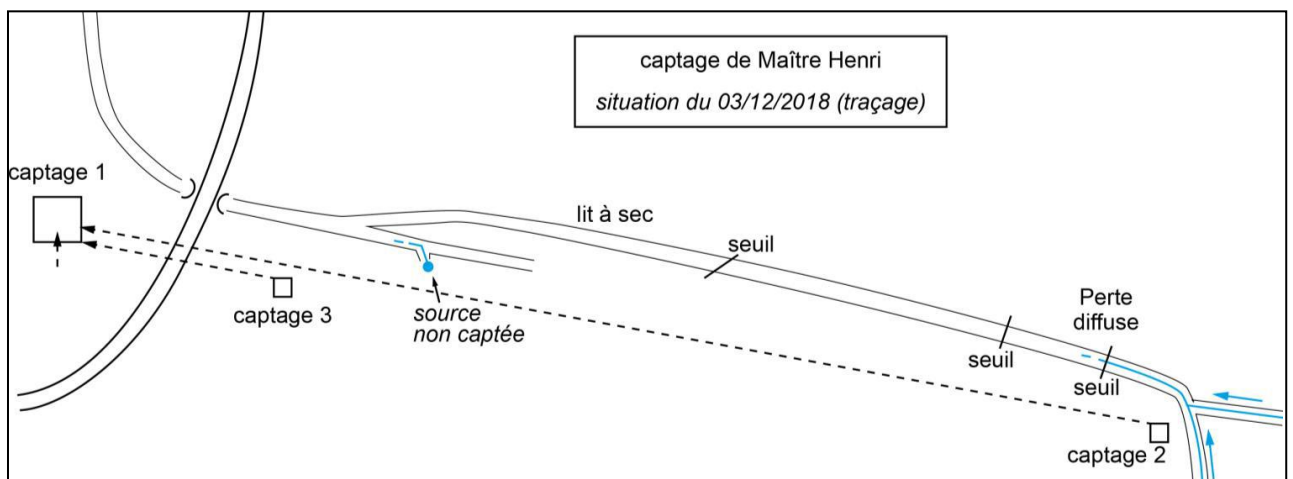 captage de Maître Henri
situation du 03/12/2018 (traçage)
captage 1
lit à sec
seuil
captage 3
source
non captée
Perte
diffuse
seuil
seuil
captage 2